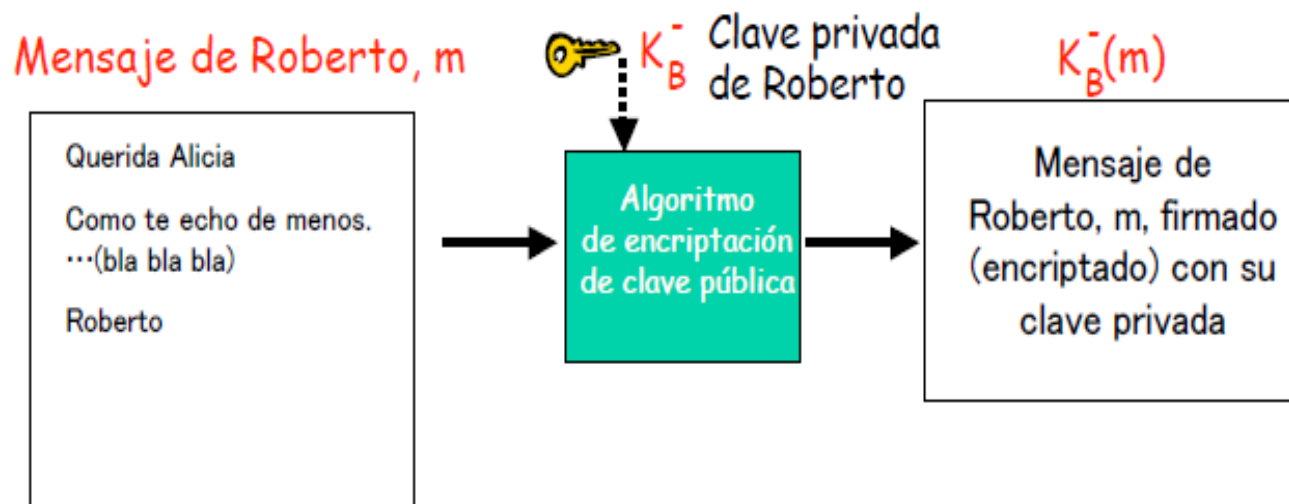 Mensaje de Roberto, m
Querida Alicia
Como te echo de menos.
…(bla bla bla)
Roberto
K_B^- Clave privada
de Roberto
Algoritmo
de encriptación
de clave pública
K_B^-(m)
Mensaje de
Roberto, m, firmado
(encriptado) con su
clave privada